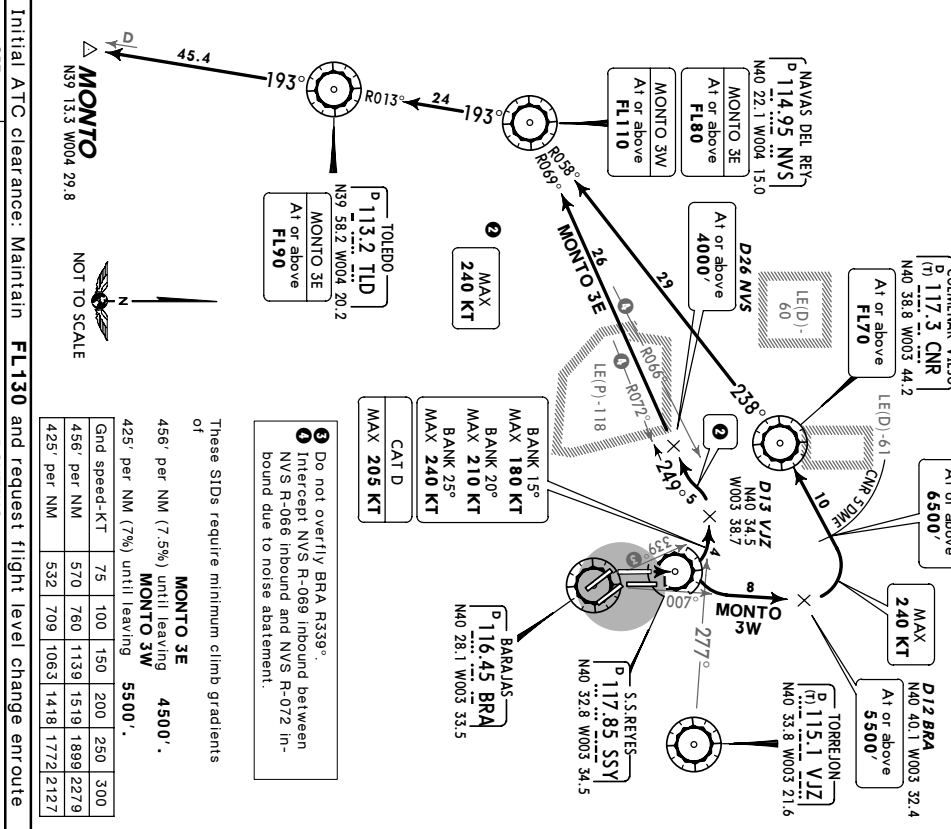 COLMENAR VIEJO
D
(T) 117.3 CNR
N40 38.8 W003 44.2
At or above
FL70
LE(D)-61
CNR 5DME
At or above
6500'
MAX
240 KT
D12 BRA
N40 40.1 W003 32.4
At or above
5500'
TORREJON
D
(T) 115.1 VJZ
N40 33.8 W003 21.6
10
8
MONTO
3W
277°
007°
339°
3
L
4
S.S.REYES
D 117.85 SSY
N40 32.8 W003 34.5
BARAJAS
D 116.45 BRA
N40 28.1 W003 33.5
D13 VJZ
N40 34.5
W003 38.7
2
5
249°
238°
NAVAS DEL REY
D 114.95 NVS
N40 22.1 W004 15.0
MONTO 3E
At or above
FL80
MONTO 3W
At or above
FL110
D26 NVS
At or above
4000'
LE(D)-
60
29
26
MONTO 3E
R058°
R069°
4
R066°
4
R072°
LE(P)-118
2
MAX
240 KT
BANK 15°
MAX 180 KT
BANK 20°
MAX 210 KT
BANK 25°
MAX 240 KT
CAT D
MAX 205 KT
193°
24
R013°
193°
45.4
D
MONTO
N39 13.3 W004 29.8
TOLEDO
D 113.2 TLD
N39 58.2 W004 20.2
MONTO 3E
At or above
FL90
N
NOT TO SCALE
3 Do not overfly BRA R339°.
4 Intercept NVS R-069 inbound between
NVS R-066 inbound and NVS R-072 in-
bound due to noise abatement.
These SIDs require minimum climb gradients
of
MONTO 3E
456' per NM (7.5%) until leaving 4500'.
MONTO 3W
425' per NM (7%) until leaving 5500'.
Gnd speed-KT 75 100 150 200 250 300
456' per NM 570 760 1139 1519 1899 2279
425' per NM 532 709 1063 1418 1772 2127
Initial ATC clearance: Maintain FL130 and request flight level change enroute